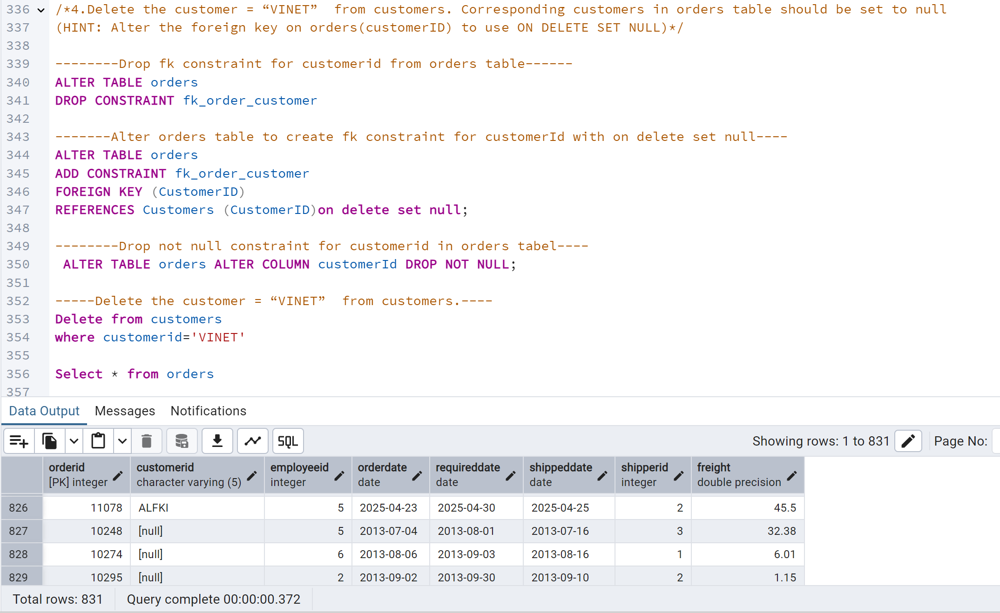 336 /*4.Delete the customer = “VINET”  from customers. Corresponding customers in orders table should be set to null
337 (HINT: Alter the foreign key on orders(customerID) to use ON DELETE SET NULL)*/
338
339 --------Drop fk constraint for customerid from orders table------
340 ALTER TABLE orders
341 DROP CONSTRAINT fk_order_customer
342
343 -------Alter orders table to create fk constraint for customerId with on delete set null----
344 ALTER TABLE orders
345 ADD CONSTRAINT fk_order_customer
346 FOREIGN KEY (CustomerID)
347 REFERENCES Customers (CustomerID)on delete set null;
348
349 --------Drop not null constraint for customerid in orders tabel----
350  ALTER TABLE orders ALTER COLUMN customerId DROP NOT NULL;
351
352 -----Delete the customer = “VINET”  from customers.----
353 Delete from customers
354 where customerid='VINET'
355
356 Select * from orders
357
Data Output Messages Notifications
SQL Showing rows: 1 to 831 Page No:
orderid customerid employeeid orderdate requireddate shippeddate shipperid freight
[PK] integer character varying (5) integer date date date integer double precision
826 11078 ALFKI 5 2025-04-23 2025-04-30 2025-04-25 2 45.5
827 10248 [null] 5 2013-07-04 2013-08-01 2013-07-16 3 32.38
828 10274 [null] 6 2013-08-06 2013-09-03 2013-08-16 1 6.01
829 10295 [null] 2 2013-09-02 2013-09-30 2013-09-10 2 1.15
Total rows: 831 Query complete 00:00:00.372